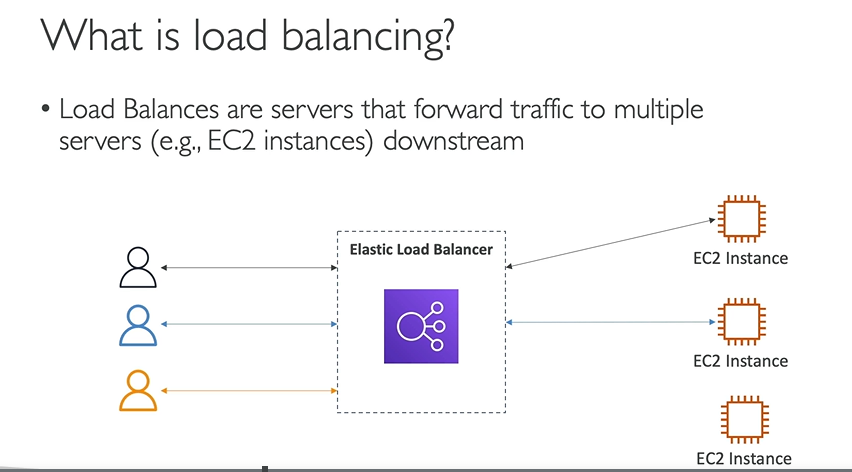 What is load balancing?
• Load Balances are servers that forward traffic to multiple
servers (e.g., EC2 instances) downstream
Elastic Load Balancer
EC2 Instance
EC2 Instance
EC2 Instance